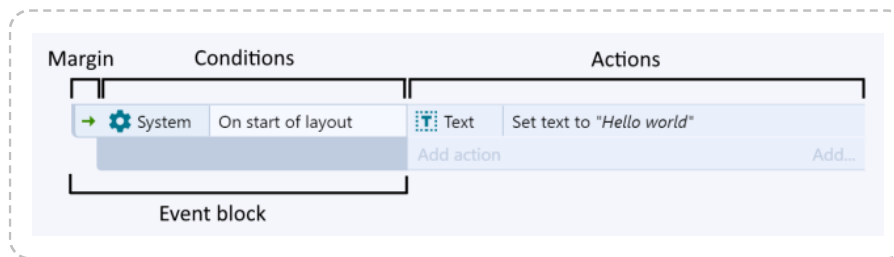 Margin Conditions Actions
System On start of layout T Text Set text to "Hello world"
Add action Add...
Event block